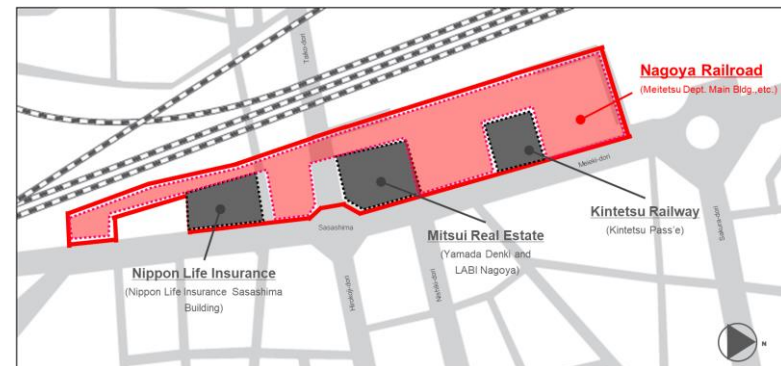 Taiko-dori
Nagoya Railroad
(Meitetsu Dept. Main Bldg.,etc.)
Meieki-dori
Kintetsu Railway
(Kintetsu Pass'e)
Sakura-dori
Sasashima
Mitsui Real Estate
(Yamada Denki and
LABI Nagoya)
Nishiki-dori
Hirokoji-dori
Nippon Life Insurance
(Nippon Life Insurance Sasashima
Building)
N